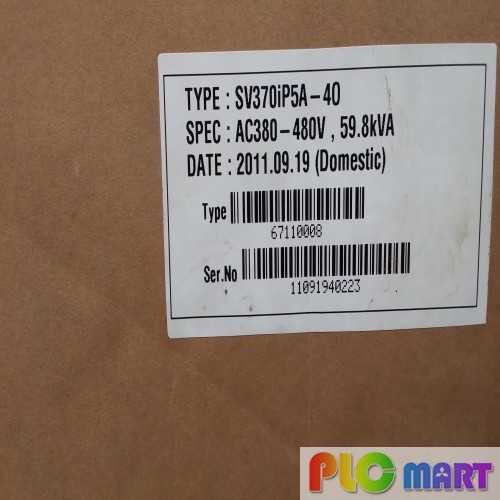 TYPE : SV370iP5A-4O
SPEC : AC380-480V , 59.8kVA
DATE : 2011.09.19 (Domestic)
Type
67110008
Ser.No
11091940223
PLC MART